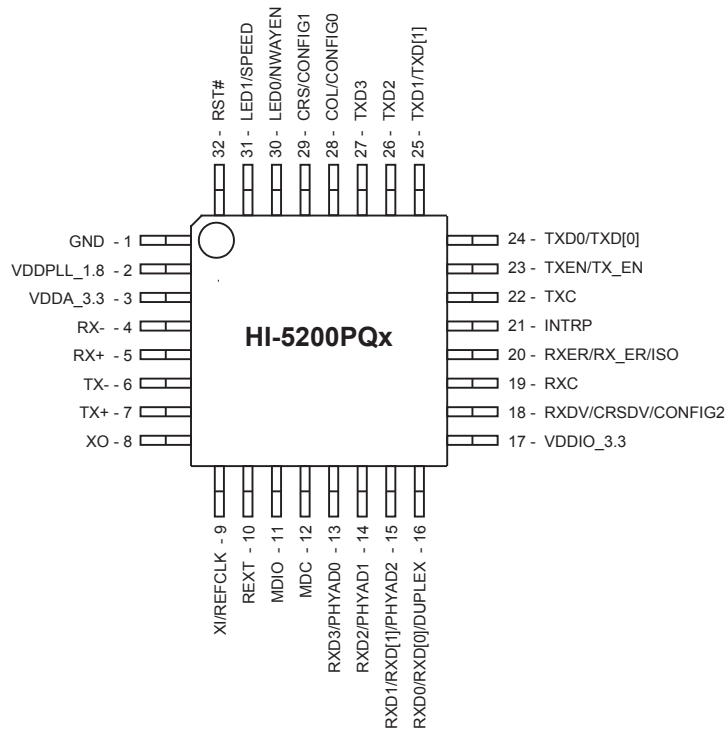 32 - RST#
31 - LED1/SPEED
30 - LED0/NWAYEN
29 - CRS/CONFIG1
28 - COL/CONFIG0
27 - TXD3
26 - TXD2
25 - TXD1/TXD[1]
GND - 1
VDDPLL_1.8 - 2
VDDA_3.3 - 3
RX- - 4
RX+ - 5
TX- - 6
TX+ - 7
XO - 8
HI-5200PQx
24 - TXD0/TXD[0]
23 - TXEN/TX_EN
22 - TXC
21 - INTRP
20 - RXER/RX_ER/ISO
19 - RXC
18 - RXDV/CRSDV/CONFIG2
17 - VDDIO_3.3
XI/REFCLK - 9
REXT - 10
MDIO - 11
MDC - 12
RXD3/PHYAD0 - 13
RXD2/PHYAD1 - 14
RXD1/RXD[1]/PHYAD2 - 15
RXD0/RXD[0]/DUPLEX - 16